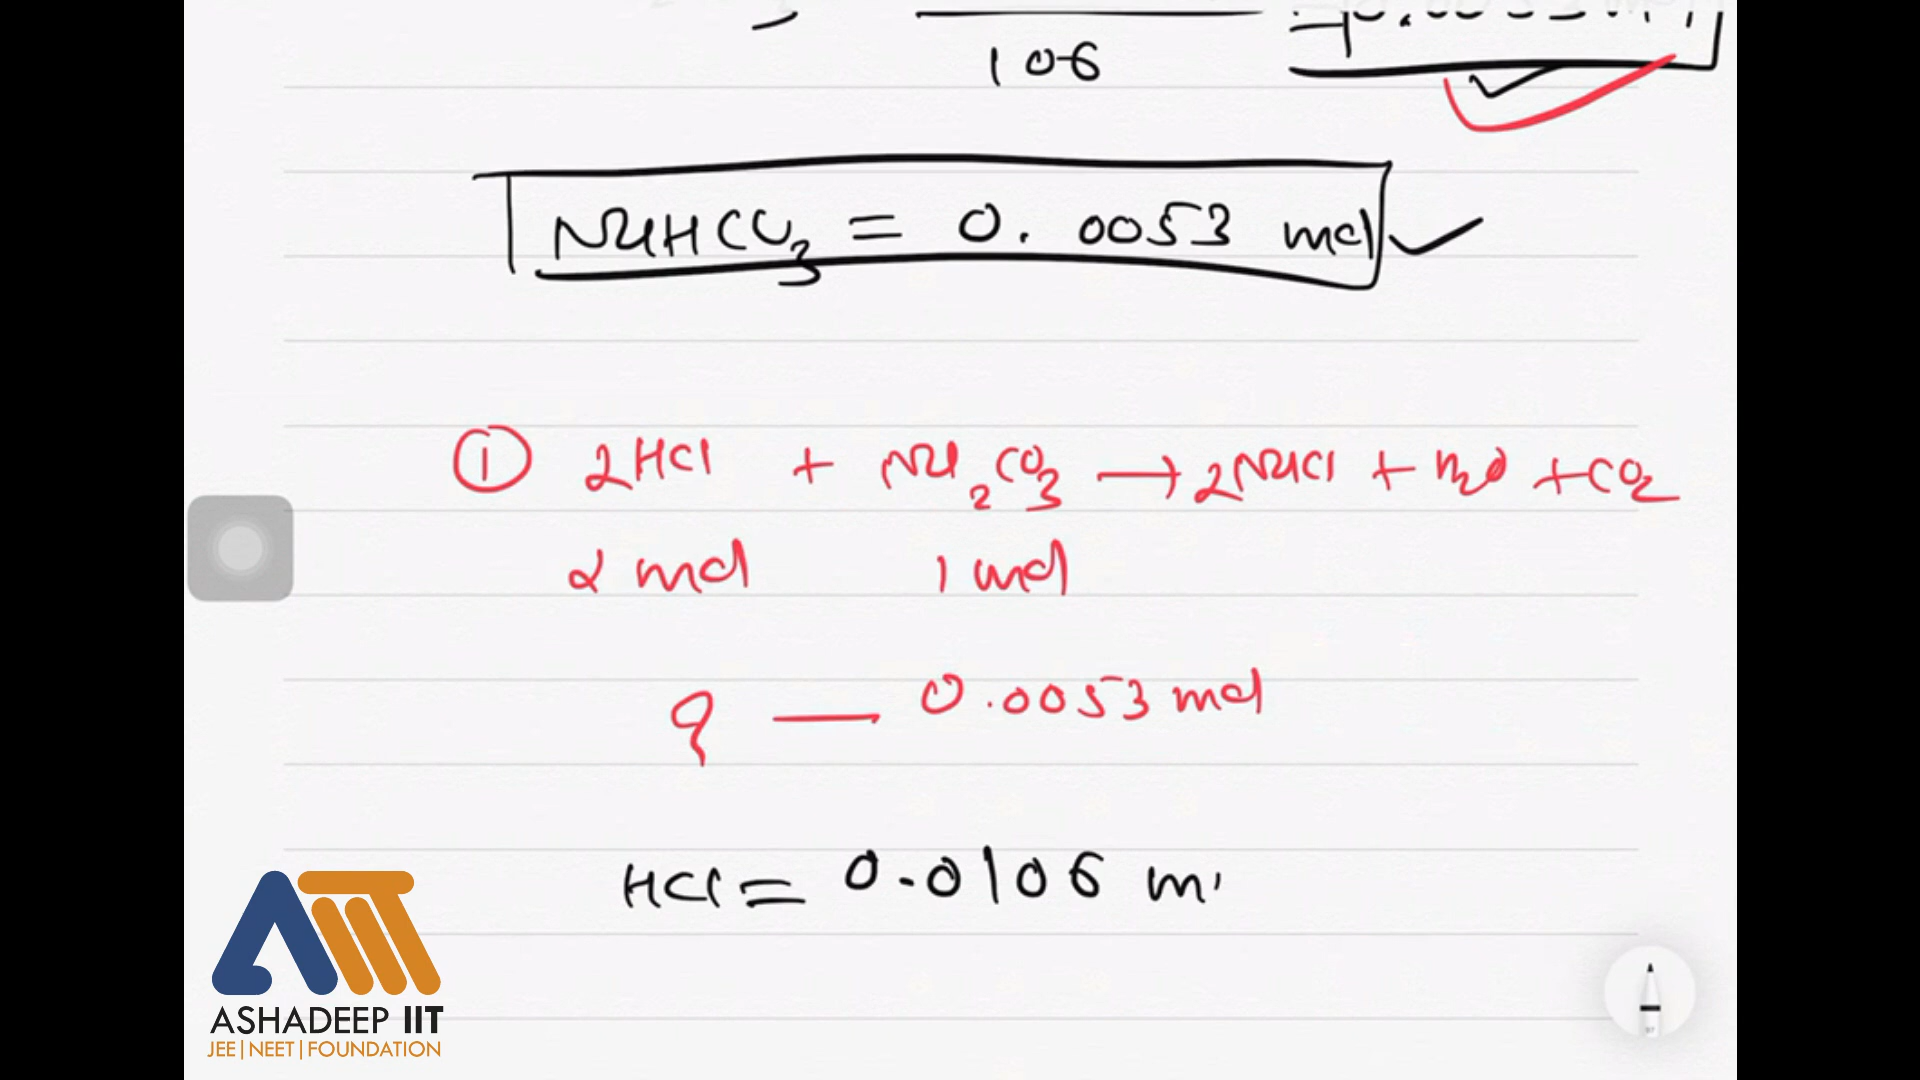 106
NaHCO3 = 0.0053 mol
① 2HCl + Na2CO3 → 2NaCl + H2O + CO2
2 mol 1 mol
? — 0.0053 mol
HCl = 0.0106 m
ASHADEEP IIT
JEE | NEET | FOUNDATION